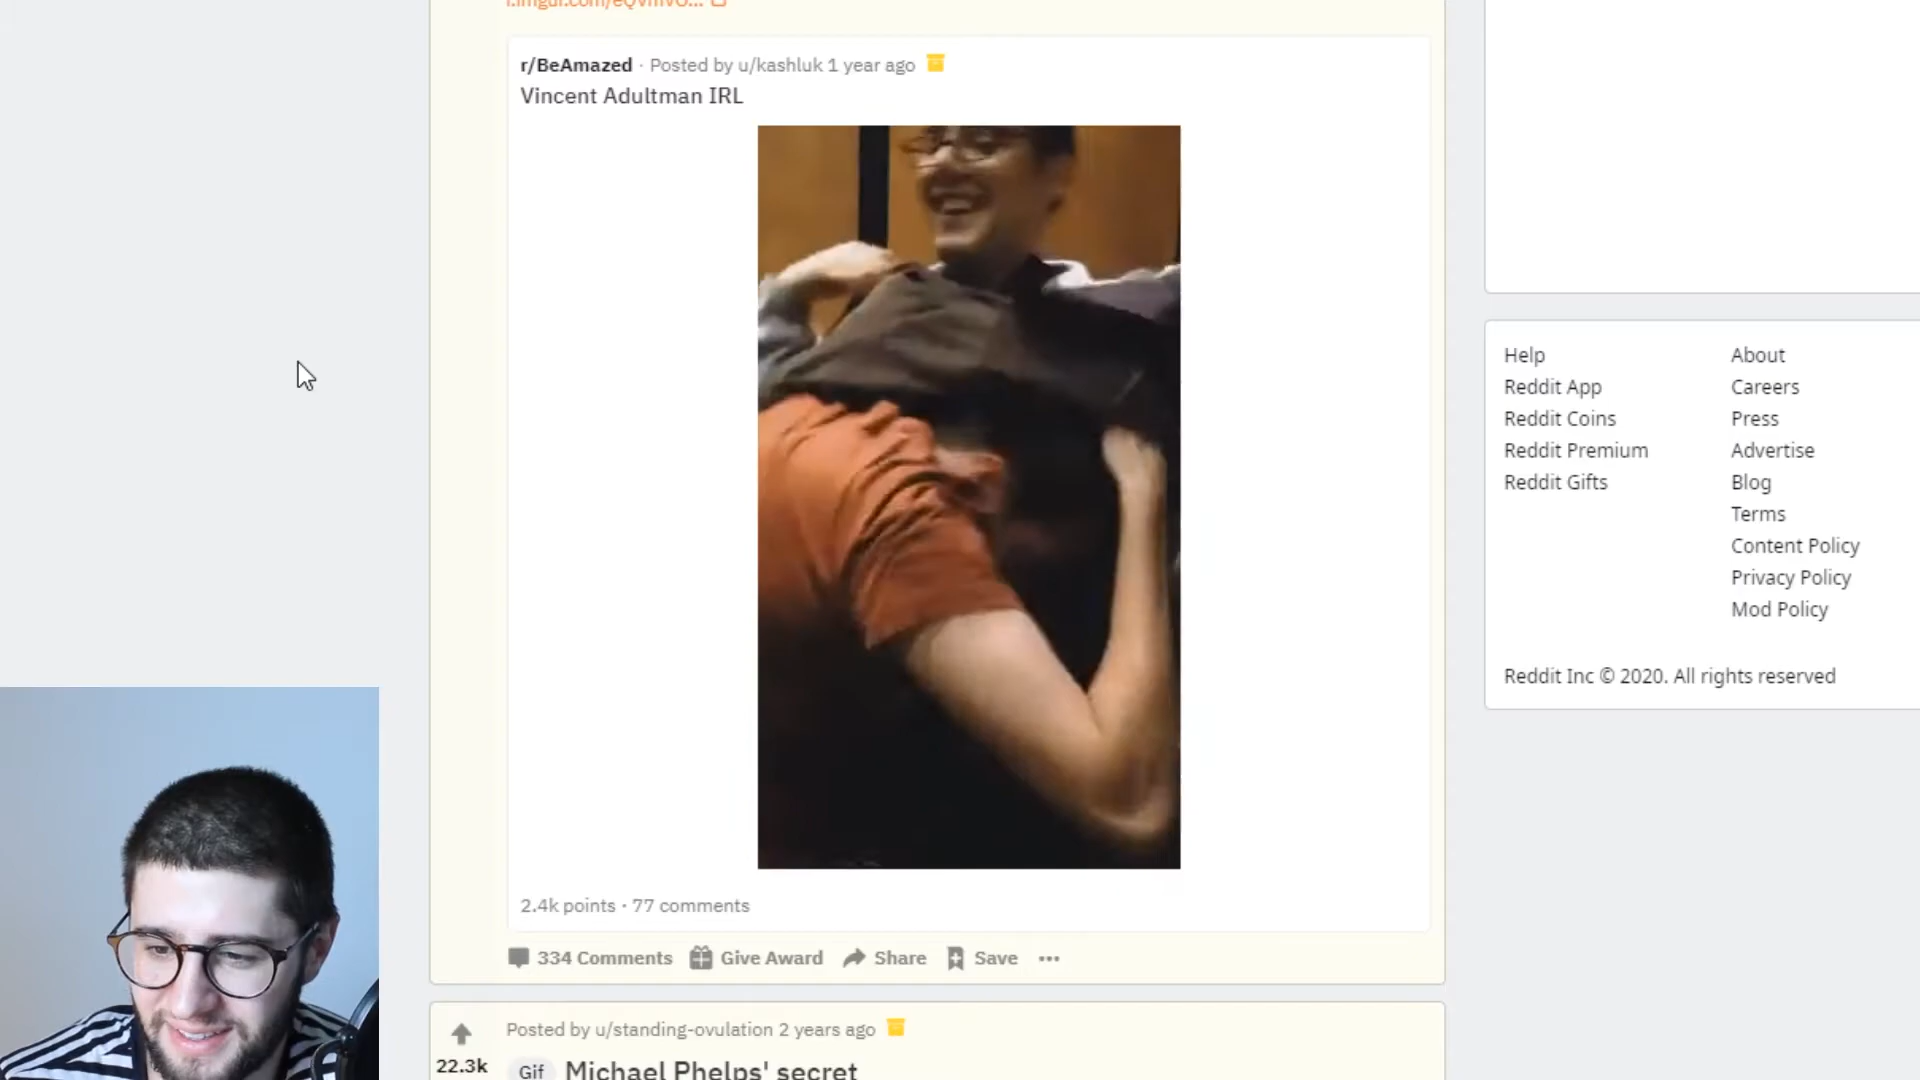 r/BeAmazed · Posted by u/kashluk 1 year ago
Vincent Adultman IRL
2.4k points · 77 comments
334 Comments Give Award Share Save ...
Posted by u/standing-ovulation 2 years ago
22.3k
Gif Michael Phelps' secret
Help
Reddit App
Reddit Coins
Reddit Premium
Reddit Gifts
About
Careers
Press
Advertise
Blog
Terms
Content Policy
Privacy Policy
Mod Policy
Reddit Inc © 2020. All rights reserved